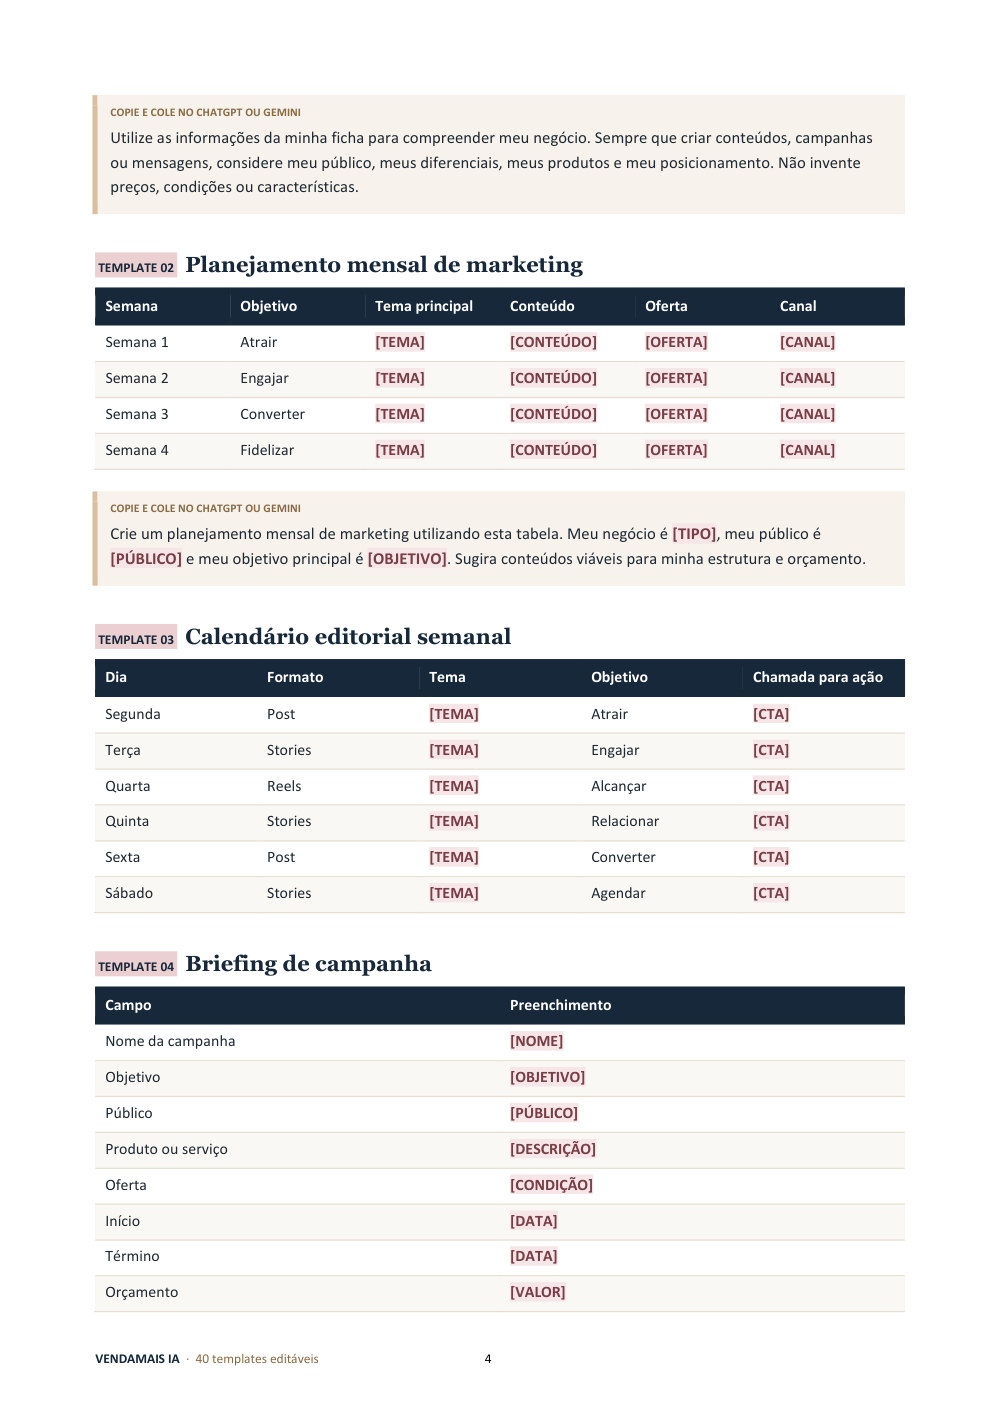 COPIE E COLE NO CHATGPT OU GEMINI
Utilize as informações da minha ficha para compreender meu negócio. Sempre que criar conteúdos, campanhas
ou mensagens, considere meu público, meus diferenciais, meus produtos e meu posicionamento. Não invente
preços, condições ou características.
TEMPLATE 02 Planejamento mensal de marketing
Semana Objetivo Tema principal Conteúdo Oferta Canal
Semana 1 Atrair [TEMA] [CONTEÚDO] [OFERTA] [CANAL]
Semana 2 Engajar [TEMA] [CONTEÚDO] [OFERTA] [CANAL]
Semana 3 Converter [TEMA] [CONTEÚDO] [OFERTA] [CANAL]
Semana 4 Fidelizar [TEMA] [CONTEÚDO] [OFERTA] [CANAL]
COPIE E COLE NO CHATGPT OU GEMINI
Crie um planejamento mensal de marketing utilizando esta tabela. Meu negócio é [TIPO], meu público é
[PÚBLICO] e meu objetivo principal é [OBJETIVO]. Sugira conteúdos viáveis para minha estrutura e orçamento.
TEMPLATE 03 Calendário editorial semanal
Dia Formato Tema Objetivo Chamada para ação
Segunda Post [TEMA] Atrair [CTA]
Terça Stories [TEMA] Engajar [CTA]
Quarta Reels [TEMA] Alcançar [CTA]
Quinta Stories [TEMA] Relacionar [CTA]
Sexta Post [TEMA] Converter [CTA]
Sábado Stories [TEMA] Agendar [CTA]
TEMPLATE 04 Briefing de campanha
Campo Preenchimento
Nome da campanha [NOME]
Objetivo [OBJETIVO]
Público [PÚBLICO]
Produto ou serviço [DESCRIÇÃO]
Oferta [CONDIÇÃO]
Início [DATA]
Término [DATA]
Orçamento [VALOR]
VENDAMAIS IA · 40 templates editáveis 4